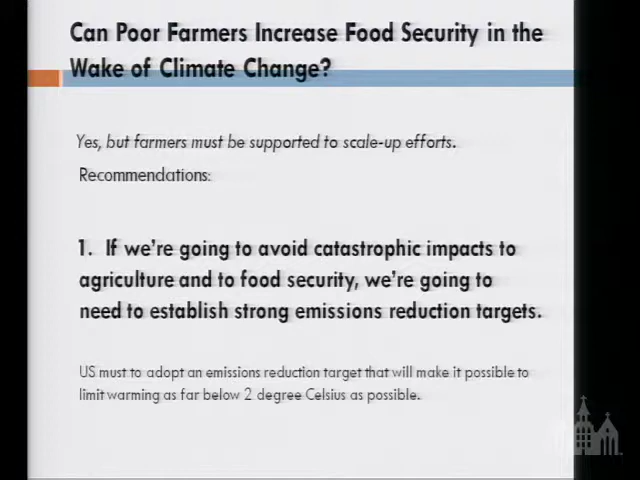 Can Poor Farmers Increase Food Security in the
Wake of Climate Change?
Yes, but farmers must be supported to scale-up efforts.
Recommendations:
1. If we're going to avoid catastrophic impacts to
agriculture and to food security, we're going to
need to establish strong emissions reduction targets.
US must to adopt an emissions reduction target that will make it possible to
limit warming as far below 2 degree Celsius as possible.